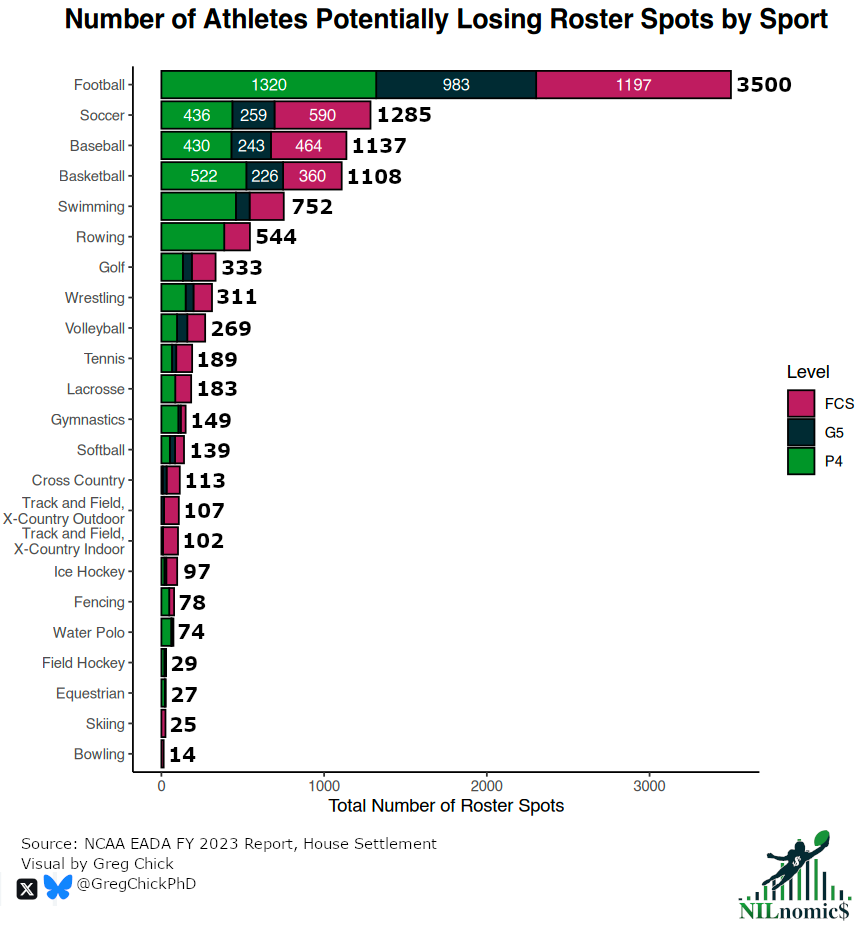 Number of Athletes Potentially Losing Roster Spots by Sport
Football 1320 983 1197 3500
Soccer 436 259 590 1285
Baseball 430 243 464 1137
Basketball 522 226 360 1108
Swimming 752
Rowing 544
Golf 333
Wrestling 311
Volleyball 269
Tennis 189
Lacrosse 183
Gymnastics 149
Softball 139
Cross Country 113
Track and Field,
X-Country Outdoor 107
Track and Field,
X-Country Indoor 102
Ice Hockey 97
Fencing 78
Water Polo 74
Field Hockey 29
Equestrian 27
Skiing 25
Bowling 14
0 1000 2000 3000
Total Number of Roster Spots
Level
FCS
G5
P4
Source: NCAA EADA FY 2023 Report, House Settlement
Visual by Greg Chick
@GregChickPhD
NILnomic$